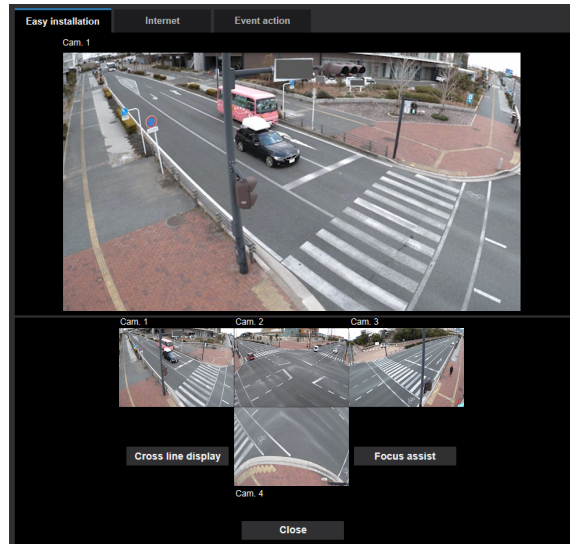 Easy installation
Internet
Event action
Cam. 1
Cam. 1
Cam. 2
Cam. 3
Cross line display
Focus assist
Cam. 4
Close